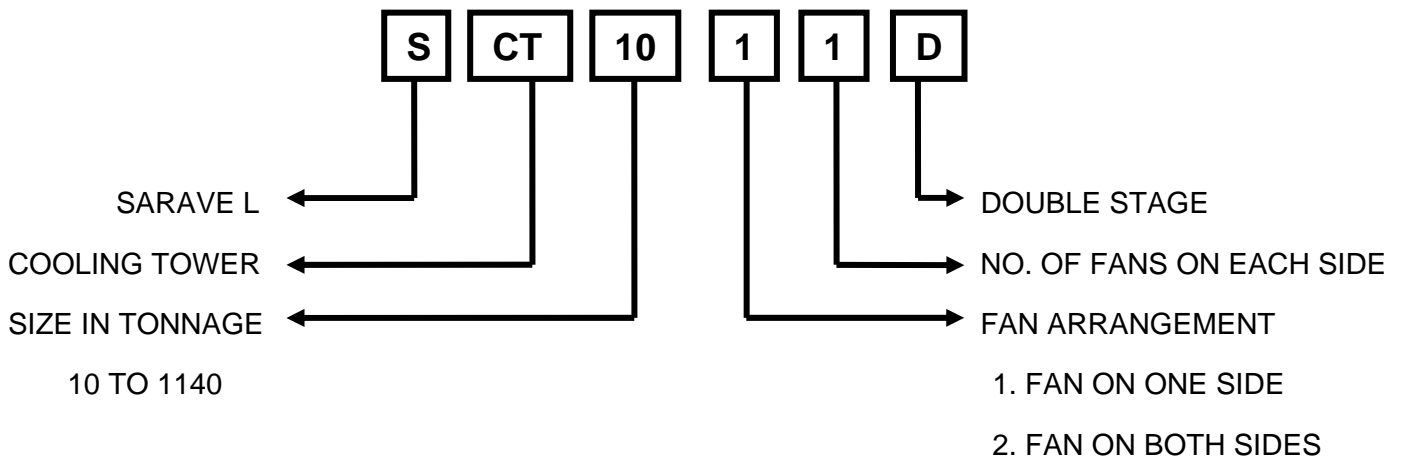 S CT 10 1 1 D
SARAVE L
DOUBLE STAGE
COOLING TOWER
NO. OF FANS ON EACH SIDE
SIZE IN TONNAGE
FAN ARRANGEMENT
10 TO 1140
1. FAN ON ONE SIDE
2. FAN ON BOTH SIDES